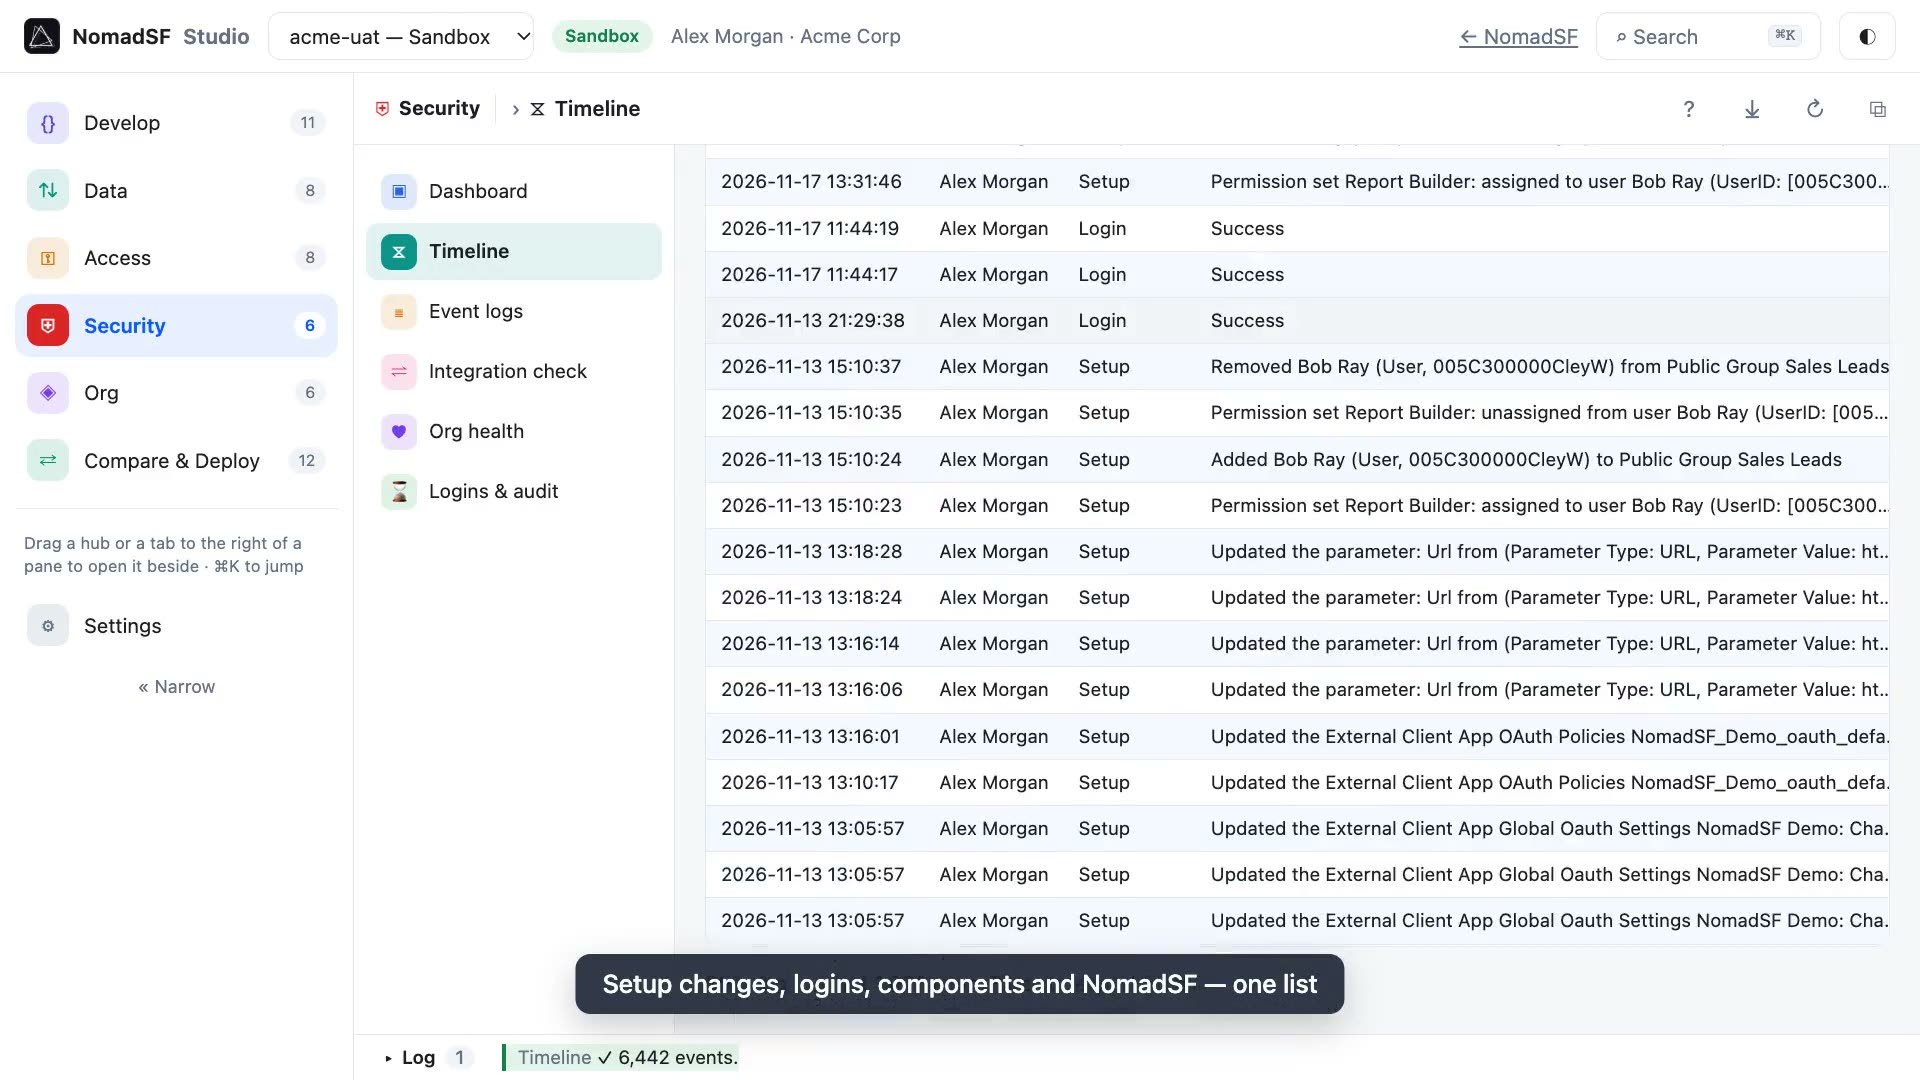 NomadSF Studio
acme-uat — Sandbox
Sandbox
Alex Morgan · Acme Corp
← NomadSF
Search ⌘K
Develop 11
Data 8
Access 8
Security 6
Org 6
Compare & Deploy 12
Drag a hub or a tab to the right of a
pane to open it beside · ⌘K to jump
Settings
« Narrow
Security › Timeline
?
Dashboard
Timeline
Event logs
Integration check
Org health
Logins & audit
2026-11-17 13:31:46 Alex Morgan Setup Permission set Report Builder: assigned to user Bob Ray (UserID: [005C300...
2026-11-17 11:44:19 Alex Morgan Login Success
2026-11-17 11:44:17 Alex Morgan Login Success
2026-11-13 21:29:38 Alex Morgan Login Success
2026-11-13 15:10:37 Alex Morgan Setup Removed Bob Ray (User, 005C300000CleyW) from Public Group Sales Leads
2026-11-13 15:10:35 Alex Morgan Setup Permission set Report Builder: unassigned from user Bob Ray (UserID: [005...
2026-11-13 15:10:24 Alex Morgan Setup Added Bob Ray (User, 005C300000CleyW) to Public Group Sales Leads
2026-11-13 15:10:23 Alex Morgan Setup Permission set Report Builder: assigned to user Bob Ray (UserID: [005C300...
2026-11-13 13:18:28 Alex Morgan Setup Updated the parameter: Url from (Parameter Type: URL, Parameter Value: ht...
2026-11-13 13:18:24 Alex Morgan Setup Updated the parameter: Url from (Parameter Type: URL, Parameter Value: ht...
2026-11-13 13:16:14 Alex Morgan Setup Updated the parameter: Url from (Parameter Type: URL, Parameter Value: ht...
2026-11-13 13:16:06 Alex Morgan Setup Updated the parameter: Url from (Parameter Type: URL, Parameter Value: ht...
2026-11-13 13:16:01 Alex Morgan Setup Updated the External Client App OAuth Policies NomadSF_Demo_oauth_defa...
2026-11-13 13:10:17 Alex Morgan Setup Updated the External Client App OAuth Policies NomadSF_Demo_oauth_defa...
2026-11-13 13:05:57 Alex Morgan Setup Updated the External Client App Global Oauth Settings NomadSF Demo: Cha...
2026-11-13 13:05:57 Alex Morgan Setup Updated the External Client App Global Oauth Settings NomadSF Demo: Cha...
2026-11-13 13:05:57 Alex Morgan Setup Updated the External Client App Global Oauth Settings NomadSF Demo: Cha...
Setup changes, logins, components and NomadSF — one list
▸ Log 1 Timeline ✓ 6,442 events.